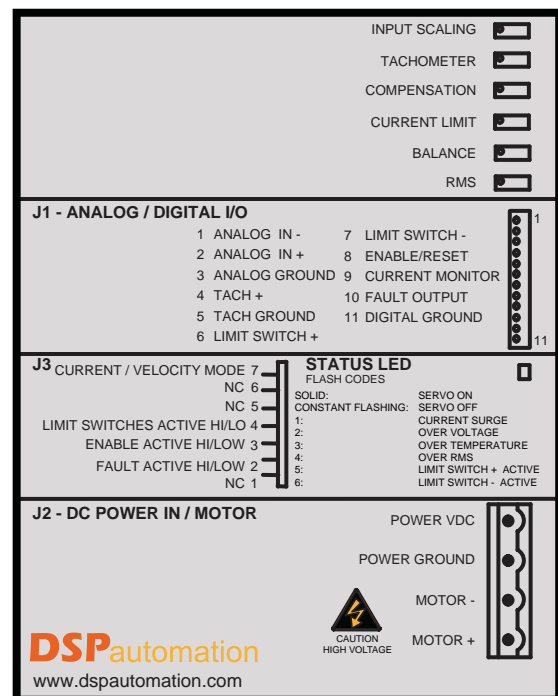 INPUT SCALING
TACHOMETER
COMPENSATION
CURRENT LIMIT
BALANCE
RMS
J1 - ANALOG / DIGITAL I/O
1 ANALOG IN -
2 ANALOG IN +
3 ANALOG GROUND
4 TACH +
5 TACH GROUND
6 LIMIT SWITCH +
7 LIMIT SWITCH -
8 ENABLE/RESET
9 CURRENT MONITOR
10 FAULT OUTPUT
11 DIGITAL GROUND
1
11
J3
CURRENT / VELOCITY MODE 7
NC 6
NC 5
LIMIT SWITCHES ACTIVE HI/LO 4
ENABLE ACTIVE HI/LOW 3
FAULT ACTIVE HI/LOW 2
NC 1
STATUS LED
FLASH CODES
SOLID: SERVO ON
CONSTANT FLASHING: SERVO OFF
1: CURRENT SURGE
2: OVER VOLTAGE
3: OVER TEMPERATURE
4: OVER RMS
5: LIMIT SWITCH + ACTIVE
6: LIMIT SWITCH - ACTIVE
J2 - DC POWER IN / MOTOR
POWER VDC
POWER GROUND
MOTOR -
MOTOR +
CAUTION
HIGH VOLTAGE
DSPautomation
www.dspautomation.com